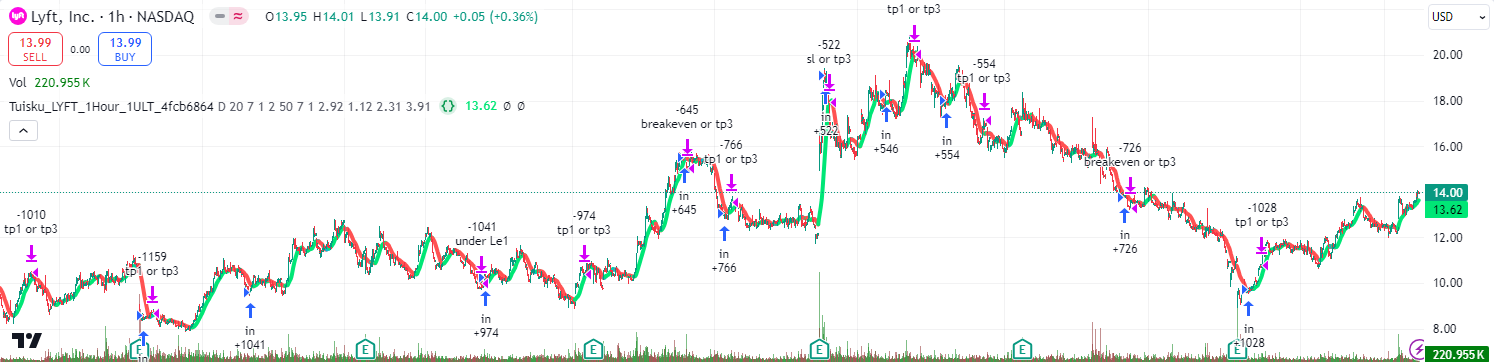 Lyft, Inc. · 1h · NASDAQ
O13.95 H14.01 L13.91 C14.00 +0.05 (+0.36%)
13.99
SELL
0.00
13.99
BUY
Vol 220.955 K
Tuisku_LYFT_1Hour_1ULT_4fcb6864 D 20 7 1 2 50 7 1 2.92 1.12 2.31 3.91 13.62 Ø Ø
USD
20.00
18.00
16.00
14.00
13.62
12.00
10.00
8.00
220.955 K
-1010
tp1 or tp3
-1159
tp1 or tp3
in
in
+1041
-1041
under Le1
in
+974
-974
tp1 or tp3
-645
breakeven or tp3
in
+645
-766
tp1 or tp3
in
+766
-522
sl or tp3
in
+522
in
+546
tp1 or tp3
in
+554
-554
tp1 or tp3
-726
breakeven or tp3
in
+726
-1028
tp1 or tp3
in
+1028
E
E
E
E
E
E